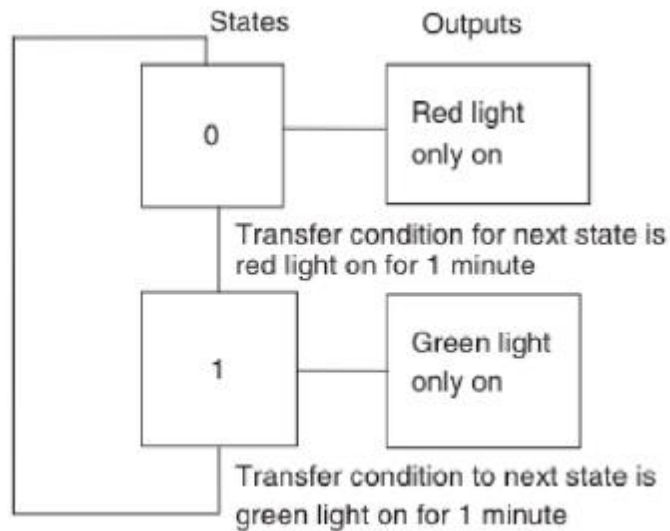 States
Outputs
0
Red light
only on
Transfer condition for next state is
red light on for 1 minute
1
Green light
only on
Transfer condition to next state is
green light on for 1 minute